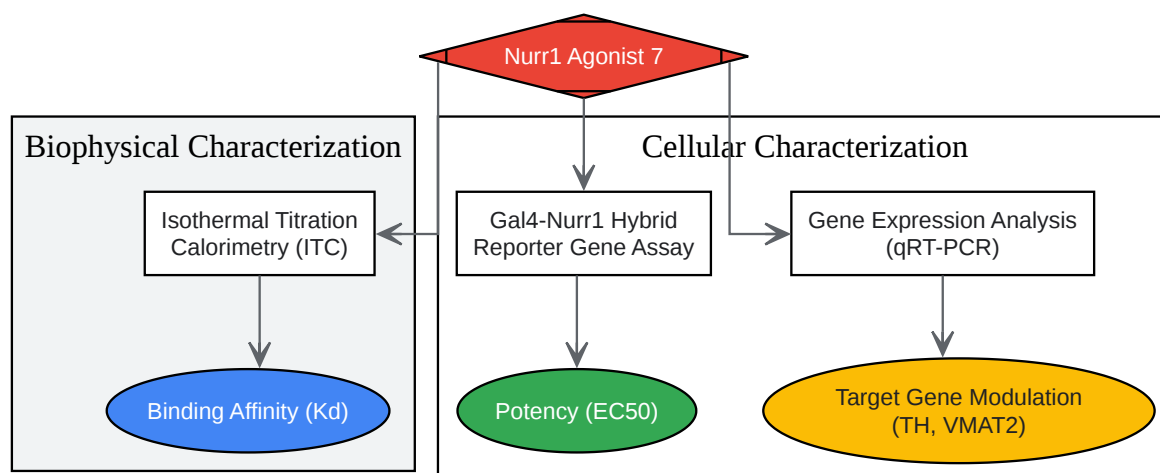 Nurr1 Agonist 7
Biophysical Characterization
Cellular Characterization
Isothermal Titration
Calorimetry (ITC)
Gal4-Nurr1 Hybrid
Reporter Gene Assay
Gene Expression Analysis
(qRT-PCR)
Binding Affinity (Kd)
Potency (EC50)
Target Gene Modulation
(TH, VMAT2)